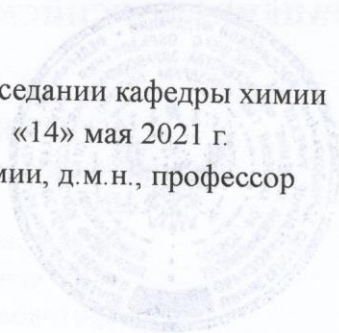 седании кафедры химии
«14» мая 2021 г.
мии, д.м.н., профессор